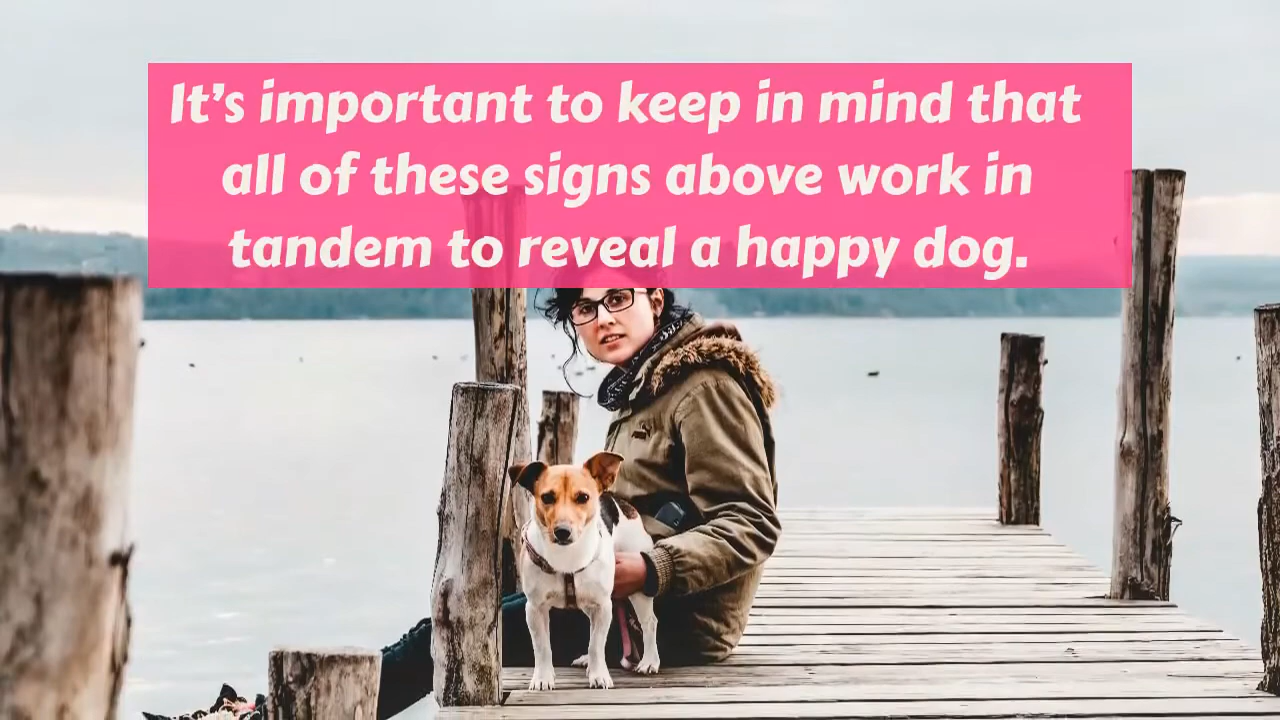 It’s important to keep in mind that
all of these signs above work in
tandem to reveal a happy dog.